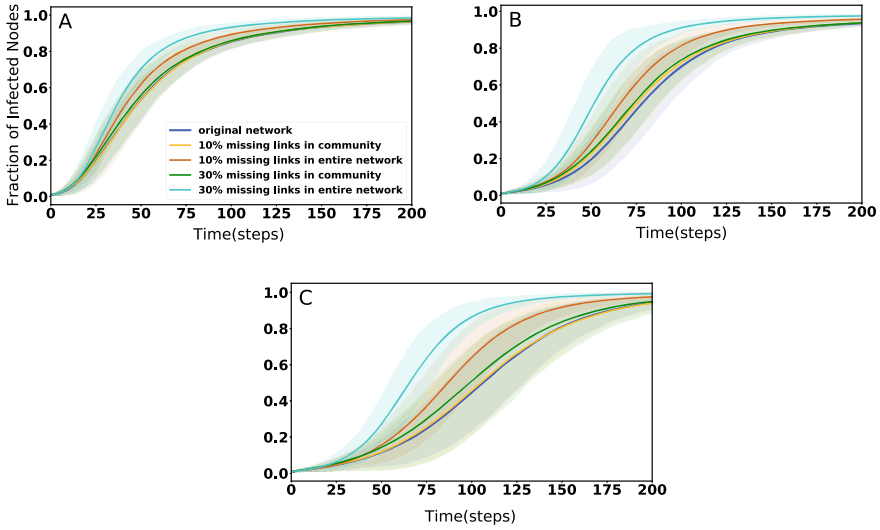 A
Fraction of Infected Nodes
1.0
0.8
0.6
0.4
0.2
0.0
original network
10% missing links in community
10% missing links in entire network
30% missing links in community
30% missing links in entire network
0 25 50 75 100 125 150 175 200
Time(steps)
B
1.0
0.8
0.6
0.4
0.2
0.0
0 25 50 75 100 125 150 175 200
Time(steps)
C
1.0
0.8
0.6
0.4
0.2
0.0
0 25 50 75 100 125 150 175 200
Time(steps)